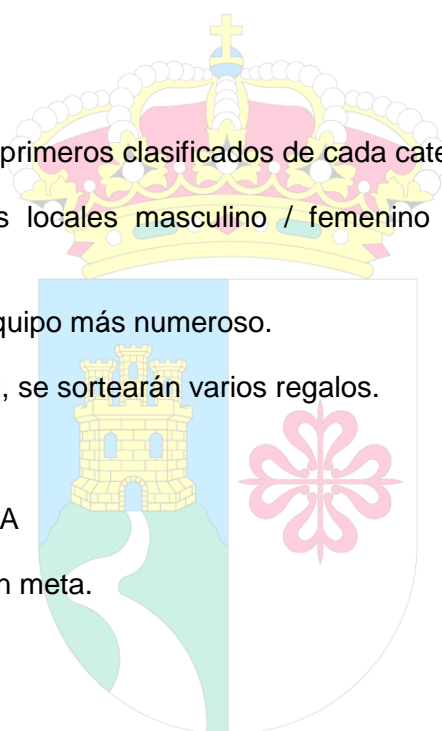 primeros clasificados de cada cate
locales masculino / femenino
quipo más numeroso.
, se sortearán varios regalos.
A
n meta.